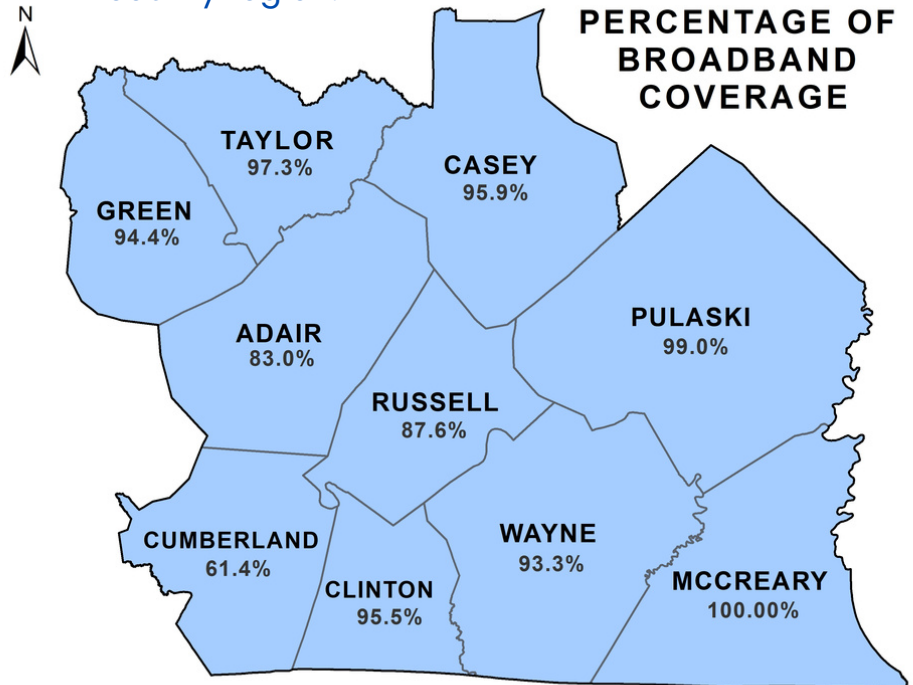 N
PERCENTAGE OF
BROADBAND
COVERAGE
TAYLOR
97.3%
CASEY
95.9%
GREEN
94.4%
PULASKI
99.0%
ADAIR
83.0%
RUSSELL
87.6%
WAYNE
93.3%
CUMBERLAND
61.4%
CLINTON
95.5%
MCCREARY
100.00%